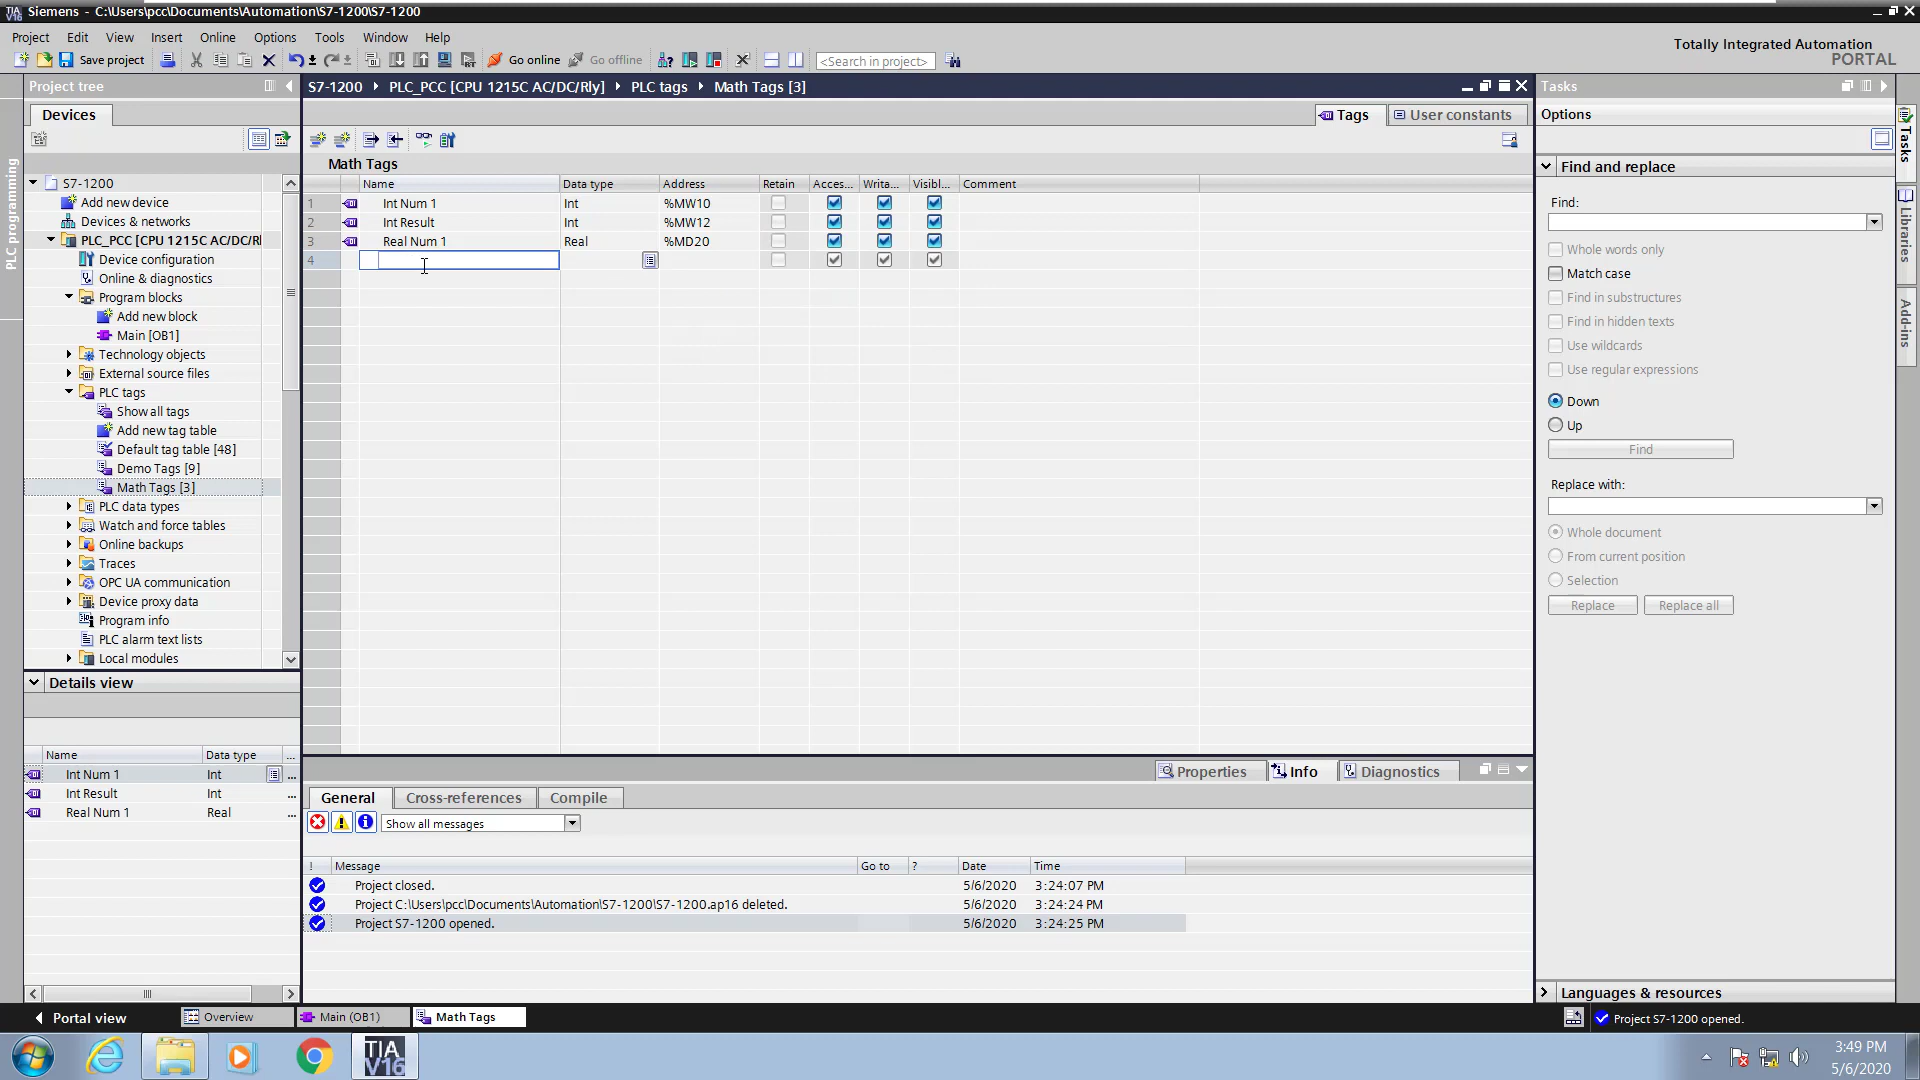 Siemens - C:\Users\pcc\Documents\Automation\S7-1200\S7-1200
Project Edit View Insert Online Options Tools Window Help
Totally Integrated Automation
PORTAL
Save project
Go online
Go offline
<Search in project>
Project tree
S7-1200 PLC_PCC [CPU 1215C AC/DC/Rly] PLC tags Math Tags [3]
Tasks
Devices
Tags
User constants
Options
PLC programming
Tasks
Libraries
Add-ins
Math Tags
Name Data type Address Retain Acces... Writa... Visibl... Comment
1 Int Num 1 Int %MW10
2 Int Result Int %MW12
3 Real Num 1 Real %MD20
4
S7-1200
Add new device
Devices & networks
PLC_PCC [CPU 1215C AC/DC/Rl
Device configuration
Online & diagnostics
Program blocks
Add new block
Main [OB1]
Technology objects
External source files
PLC tags
Show all tags
Add new tag table
Default tag table [48]
Demo Tags [9]
Math Tags [3]
PLC data types
Watch and force tables
Online backups
Traces
OPC UA communication
Device proxy data
Program info
PLC alarm text lists
Local modules
Find and replace
Find:
Whole words only
Match case
Find in substructures
Find in hidden texts
Use wildcards
Use regular expressions
Down
Up
Find
Replace with:
Whole document
From current position
Selection
Replace
Replace all
Languages & resources
Details view
Name Data type ...
Int Num 1 Int ...
Int Result Int ...
Real Num 1 Real ...
Properties
Info
Diagnostics
General
Cross-references
Compile
Show all messages
! Message Go to ? Date Time
Project closed. 5/6/2020 3:24:07 PM
Project C:\Users\pcc\Documents\Automation\S7-1200\S7-1200.ap16 deleted. 5/6/2020 3:24:24 PM
Project S7-1200 opened. 5/6/2020 3:24:25 PM
Portal view
Overview
Main (OB1)
Math Tags
Project S7-1200 opened.
TIA
V16
3:49 PM
5/6/2020